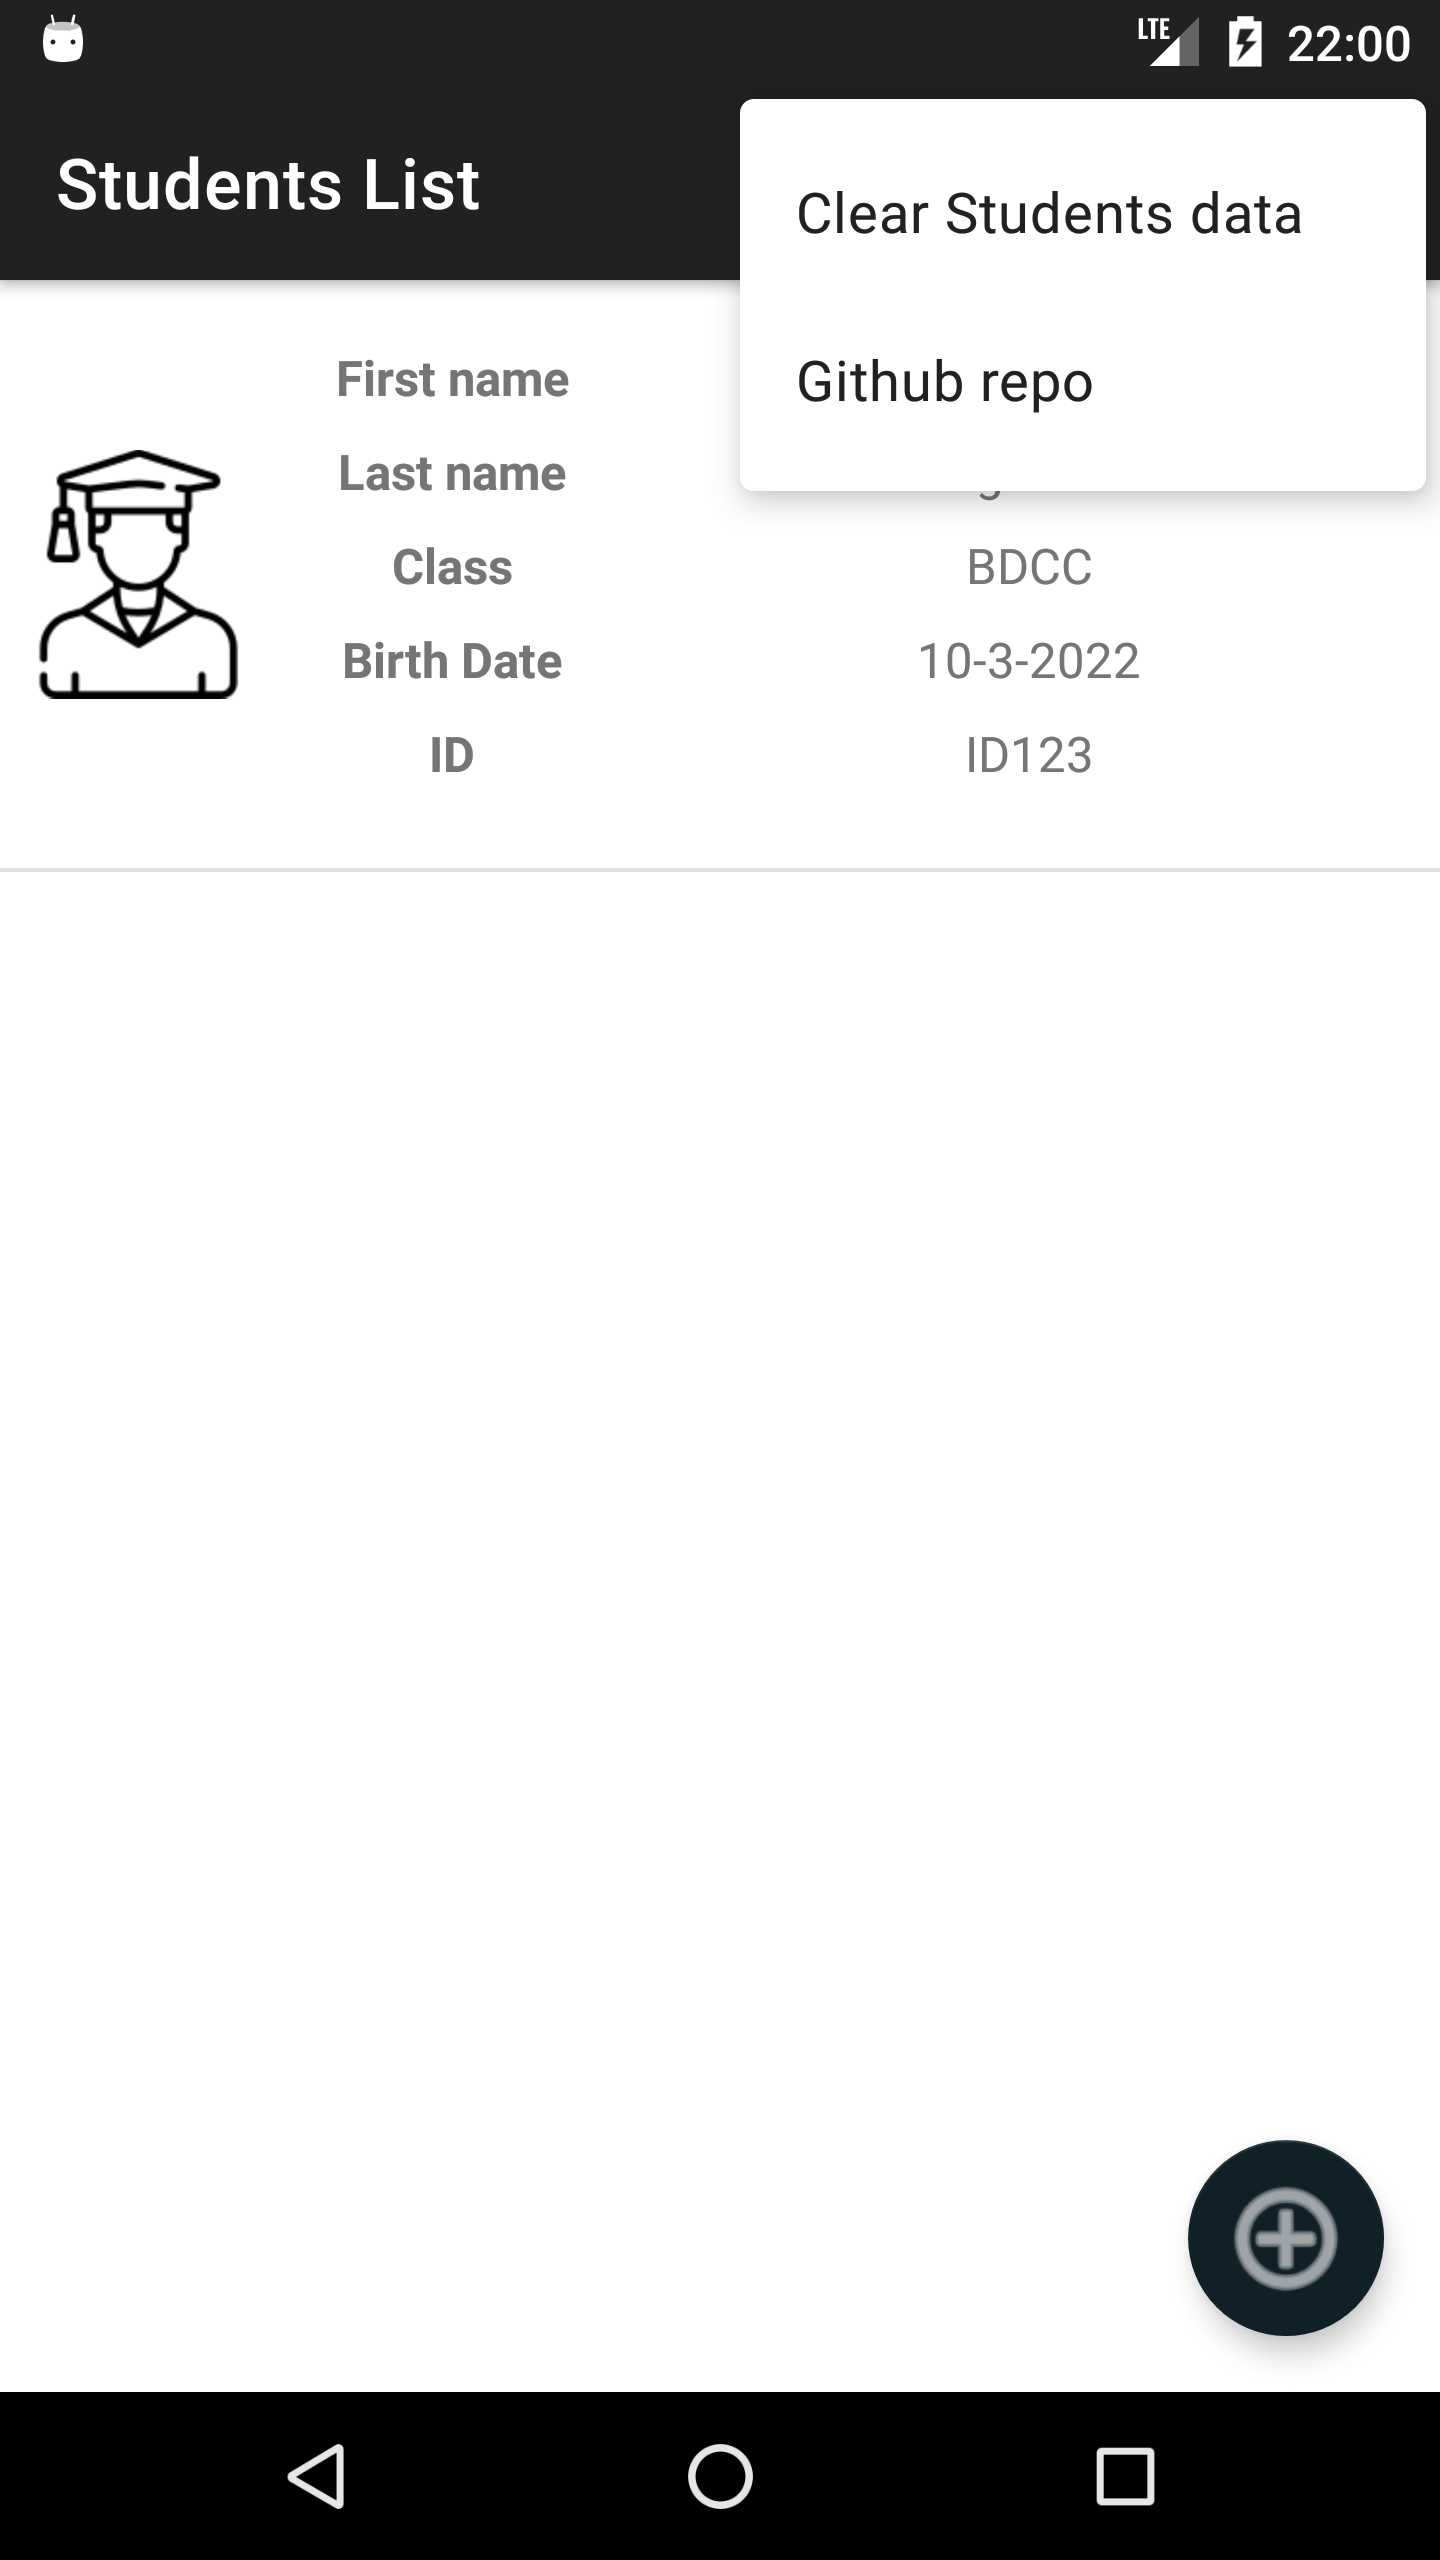 LTE 22:00
Students List
Clear Students data
Github repo
First name
Last name
Class BDCC
Birth Date 10-3-2022
ID ID123